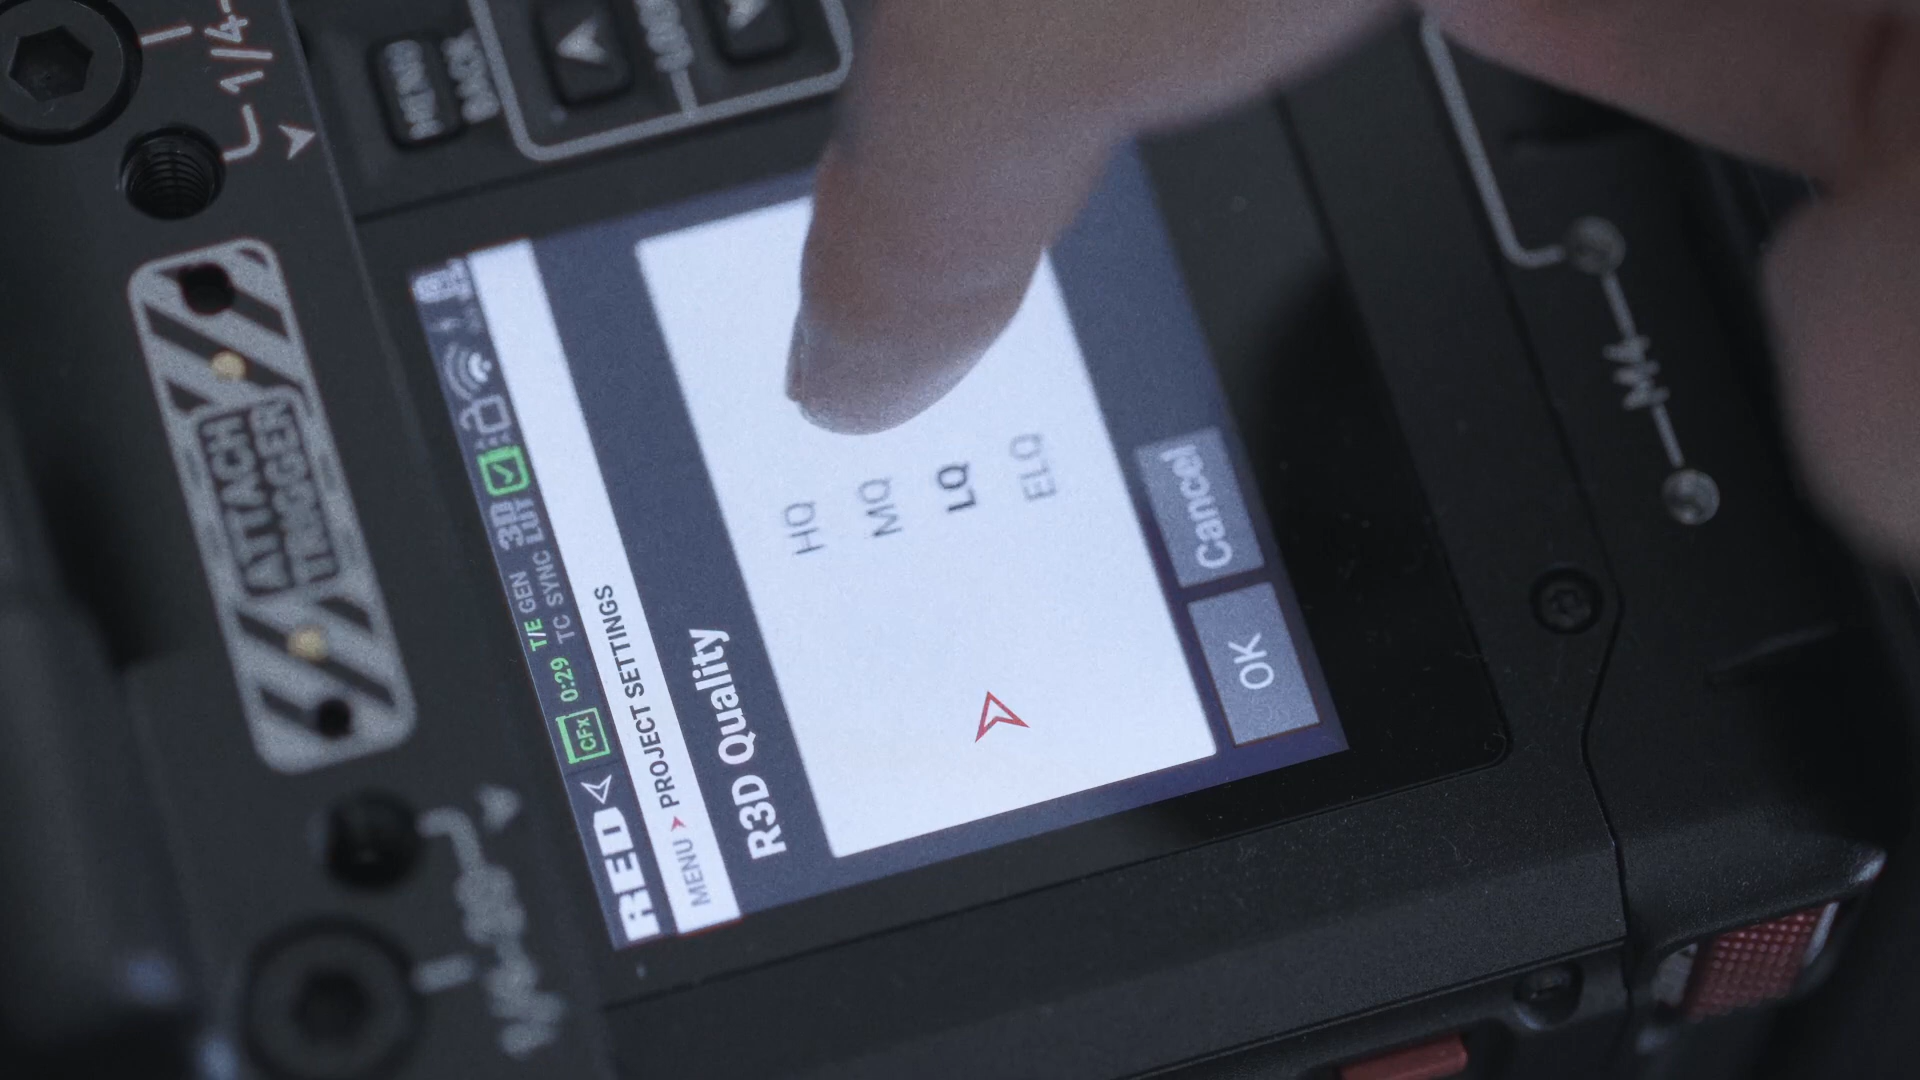 RED
CFX 0:29 T/E GEN 3D
TC SYNC LUT
MENU PROJECT SETTINGS
R3D Quality
HQ
MQ
LQ
ELQ
OK Cancel
ATTACH
TRIGGER
MENU
BACK
1/4-
M4